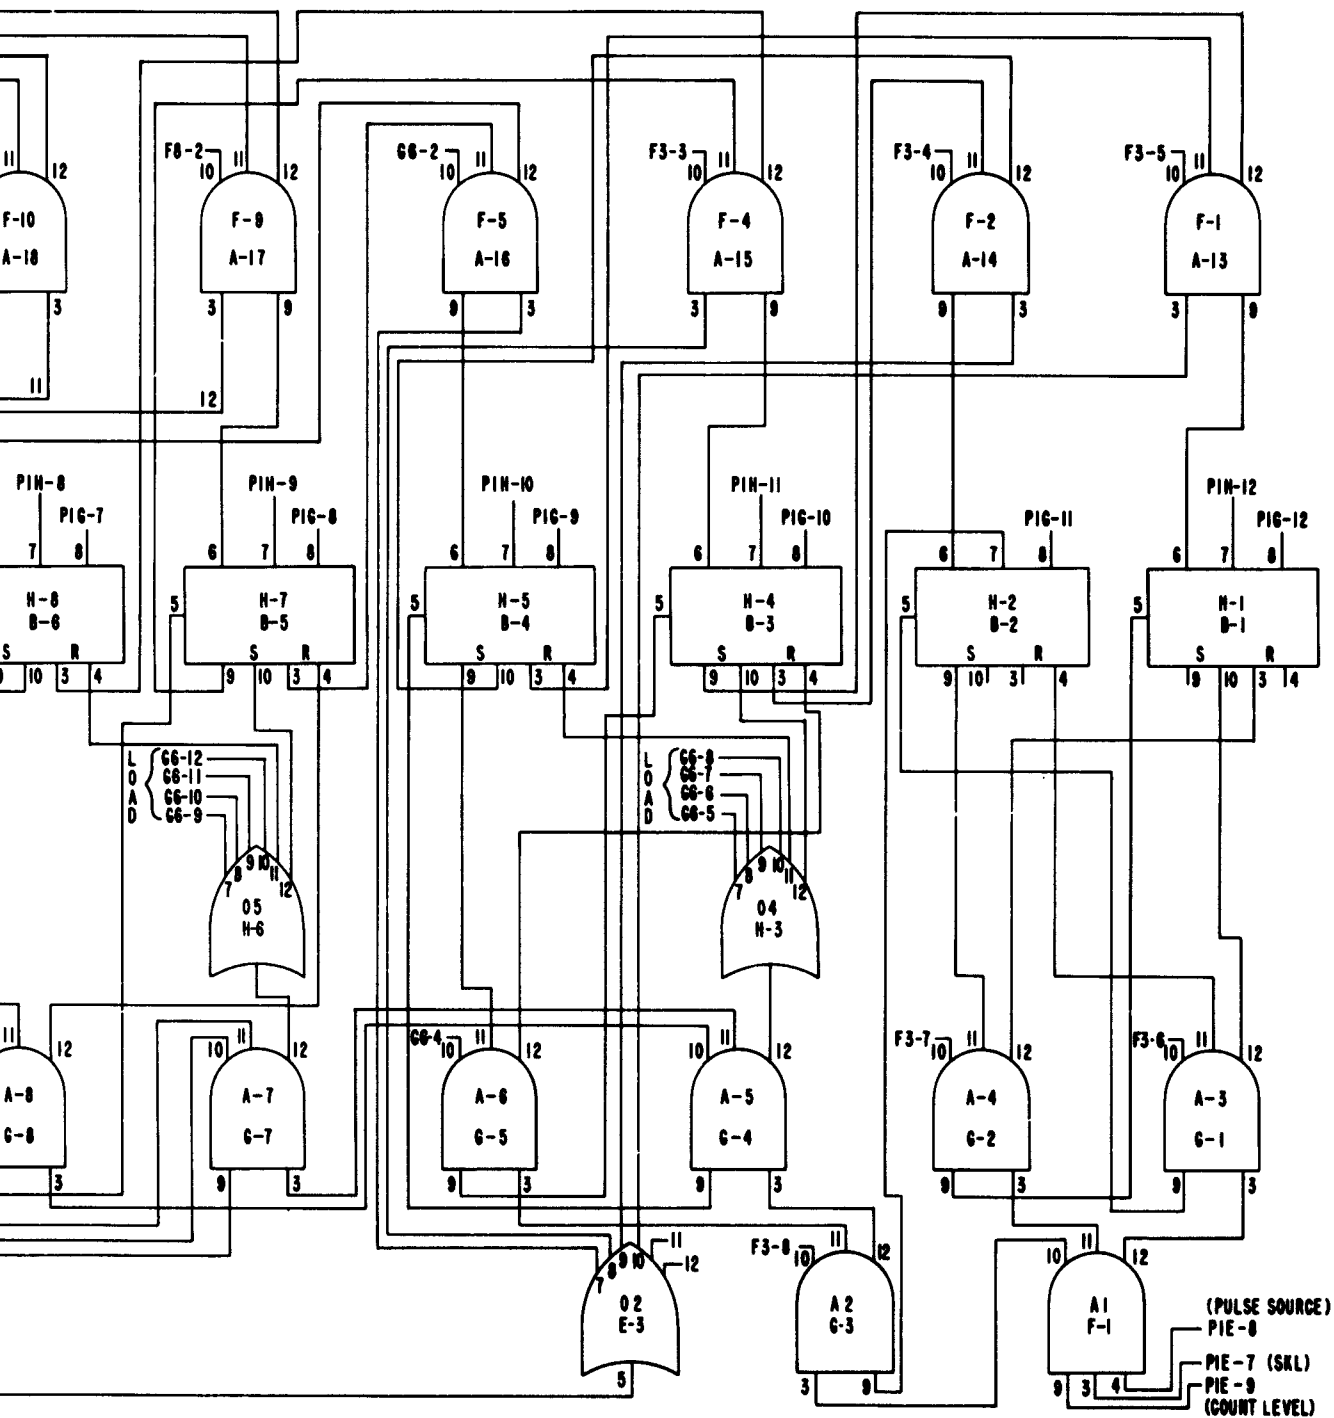 11 12 F8-2 10 11 12 G6-2 10 11 12 F3-3 10 11 12 F3-4 10 11 12 F3-5 10 11 12
F-10 F-9 F-5 F-4 F-2 F-1
A-18 A-17 A-16 A-15 A-14 A-13
3 3 9 9 3 3 9 9 3 3 9
11
12
PIH-8 PIH-9 PIH-10 PIH-11 PIH-12
PIG-7 PIG-8 PIG-9 PIG-10 PIG-11 PIG-12
7 8 6 7 8 6 7 8 6 7 8 6 7 8 6 7 8
H-8 5 H-7 5 H-5 5 H-4 5 H-2 5 H-1
B-6 B-5 B-4 B-3 B-2 B-1
S R S R S R S R S R S R
9 10 3 4 9 10 3 4 9 10 3 4 9 10 3 4 9 10 3 4 9 10 3 4
LOAD
G6-12
G6-11
G6-10
G6-9
LOAD
G6-8
G6-7
G6-6
G6-5
7 8 9 10 11 12 7 8 9 10 11 12
O5 O4
H-6 H-3
11 12 10 11 12 G6-4 10 11 12 10 11 12 F3-7 10 11 12 F3-6 10 11 12
A-8 A-7 A-6 A-5 A-4 A-3
G-8 G-7 G-5 G-4 G-2 G-1
3 9 3 9 3 9 3 9 3 9 3
7 8 9 10 11 12 F3-8 10 11 12 10 11 12
O2 A2 A1
E-3 G-3 F-1
5 3 9 9 3 4
(PULSE SOURCE)
PIE-8
PIE-7 (SKL)
PIE-9
(COUNT LEVEL)